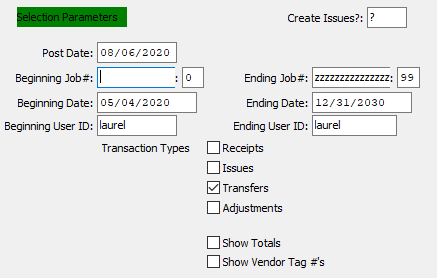 Selection Parameters Create Issues?: ?
Post Date: 08/06/2020
Beginning Job#: : 0 Ending Job#: zzzzzzzzzzzzzzz: 99
Beginning Date: 05/04/2020 Ending Date: 12/31/2030
Beginning User ID: laurel Ending User ID: laurel
Transaction Types Receipts
Issues
Transfers
Adjustments
Show Totals
Show Vendor Tag #'s